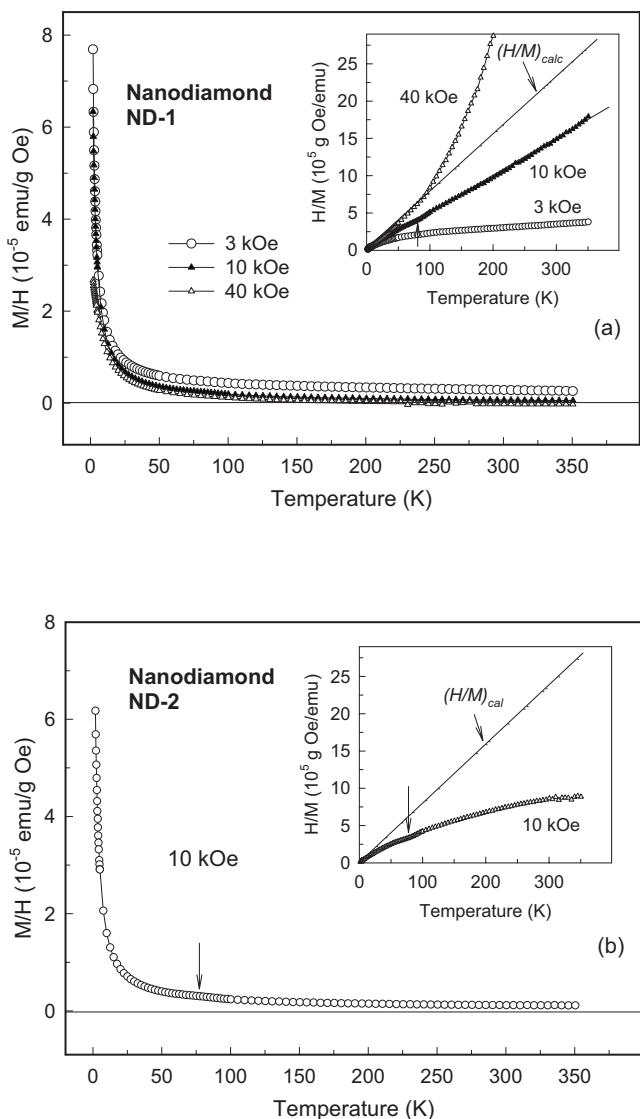 8
6
4
2
0
M/H (10⁻⁵ emu/g Oe)
Nanodiamond
ND-1
3 kOe
10 kOe
40 kOe
0 50 100 150 200 250 300 350
Temperature (K)
25
20
15
10
5
0
H/M (10⁵ g Oe/emu)
(H/M)calc
40 kOe
10 kOe
3 kOe
0 100 200 300
Temperature (K)
(a)
8
6
4
2
0
M/H (10⁻⁵ emu/g Oe)
Nanodiamond
ND-2
10 kOe
0 50 100 150 200 250 300 350
Temperature (K)
25
20
15
10
5
0
H/M (10⁵ g Oe/emu)
(H/M)cal
10 kOe
0 100 200 300
Temperature (K)
(b)